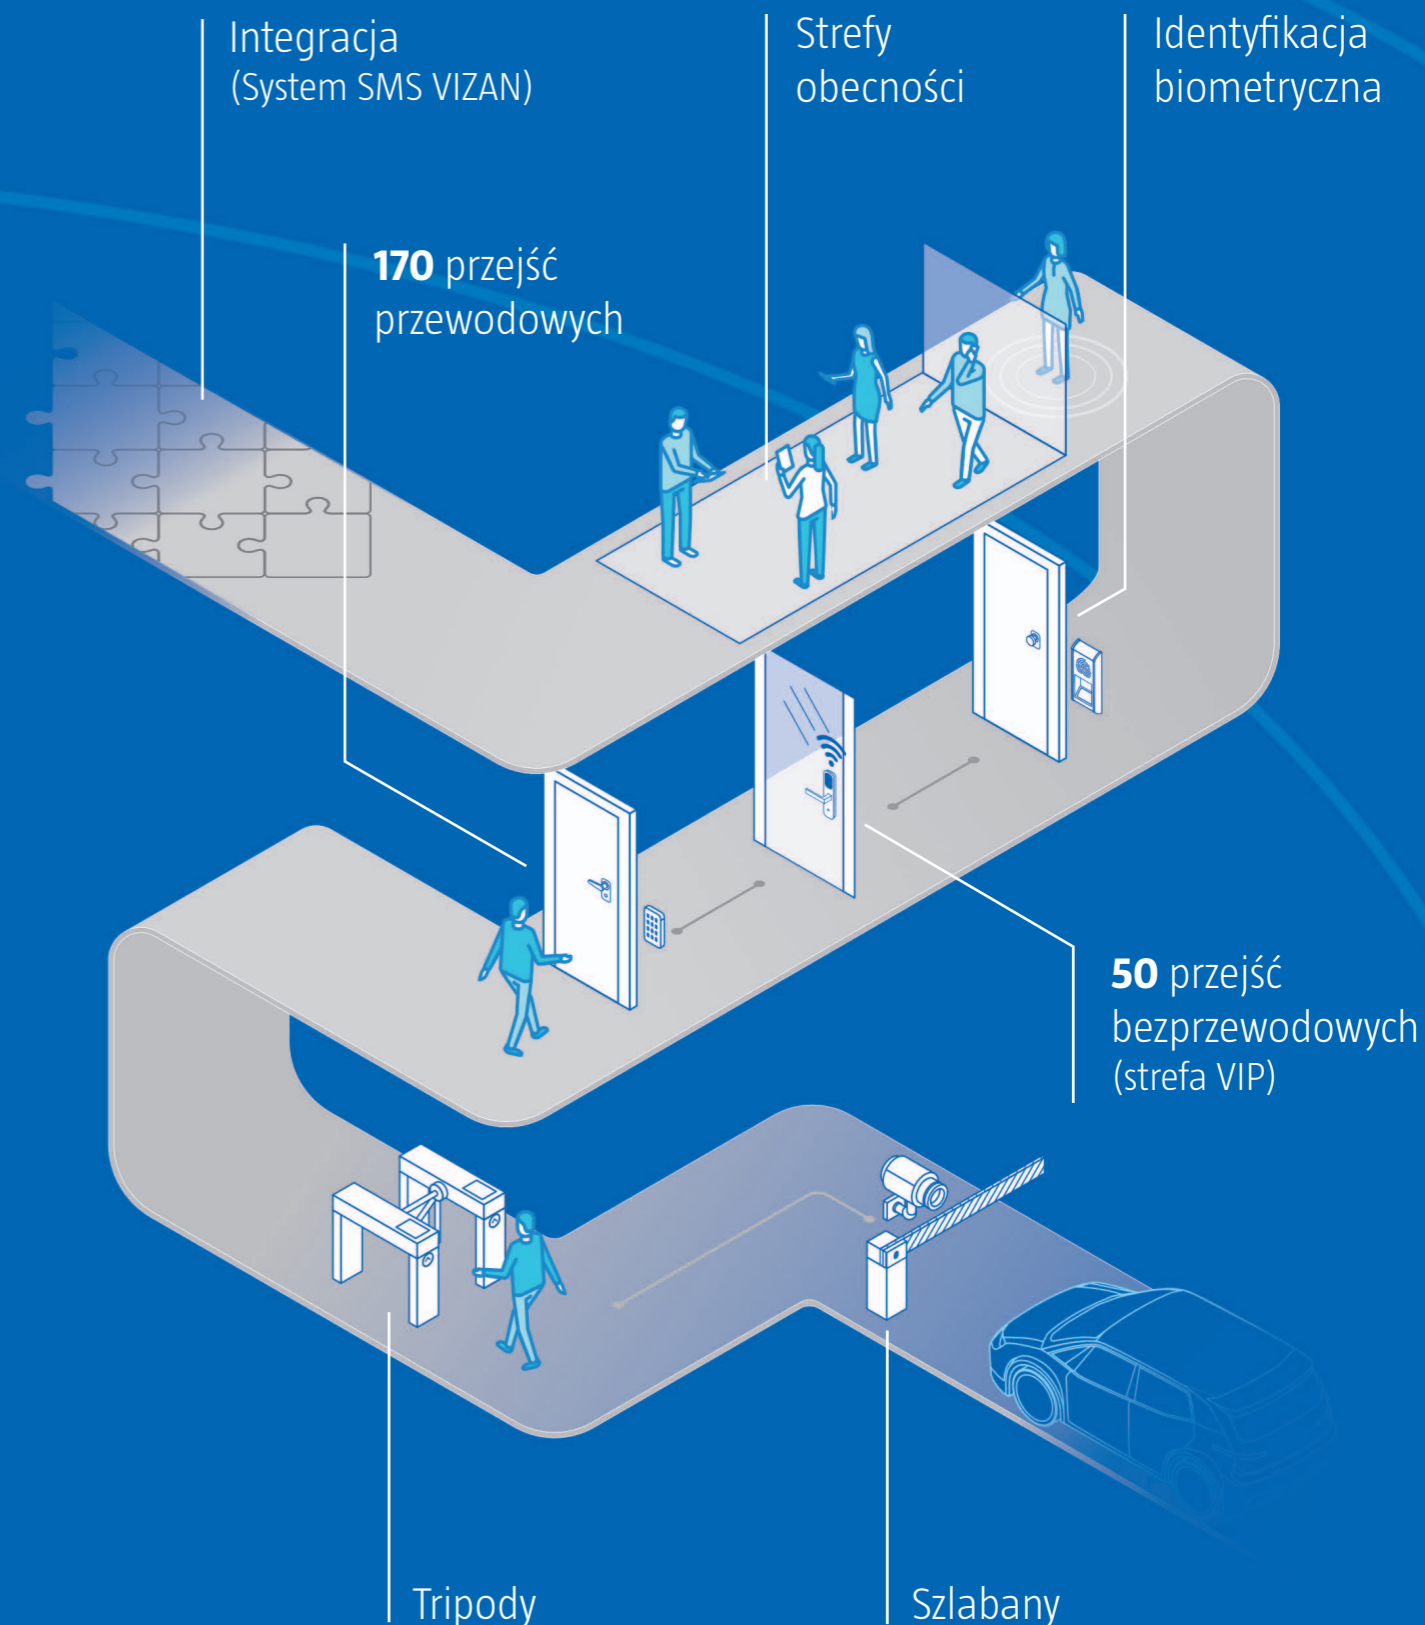 Integracja
(System SMS VIZAN)
Strefy
obecności
Identyfikacja
biometryczna
170 przejść
przewodowych
50 przejść
bezprzewodowych
(strefa VIP)
Tripody
Szlabany